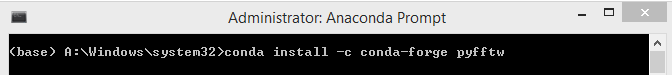 Administrator: Anaconda Prompt
(base) A:\Windows\system32>conda install -c conda-forge pyfftw